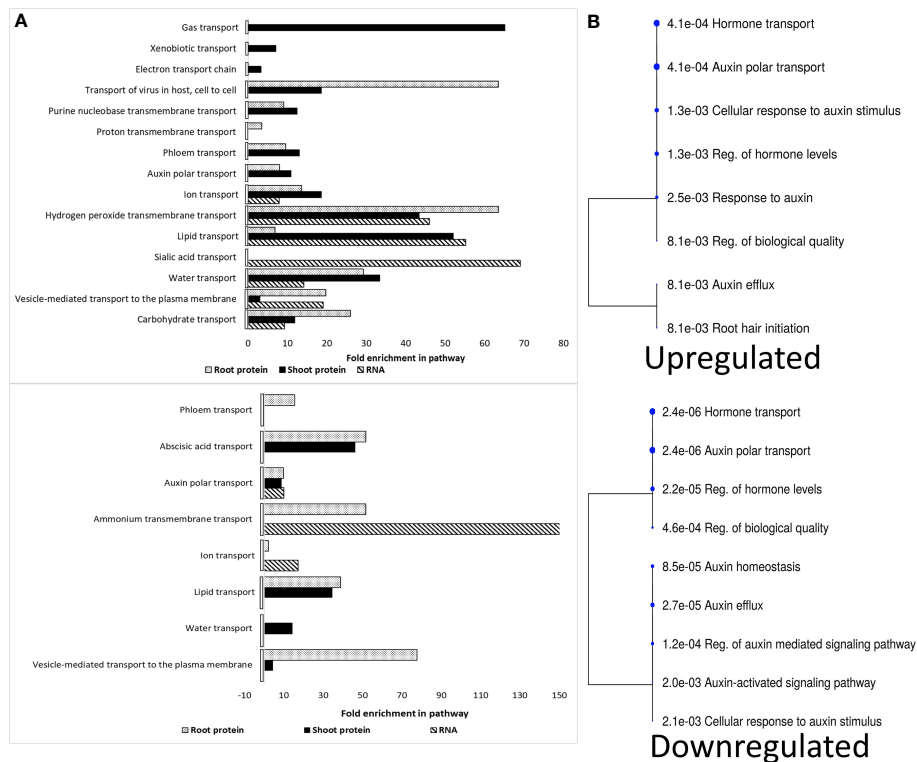 A
Gas transport
Xenobiotic transport
Electron transport chain
Transport of virus in host, cell to cell
Purine nucleobase transmembrane transport
Proton transmembrane transport
Phloem transport
Auxin polar transport
Ion transport
Hydrogen peroxide transmembrane transport
Lipid transport
Sialic acid transport
Water transport
Vesicle-mediated transport to the plasma membrane
Carbohydrate transport
0 10 20 30 40 50 60 70 80
Fold enrichment in pathway
Root protein Shoot protein RNA
Phloem transport
Abscisic acid transport
Auxin polar transport
Ammonium transmembrane transport
Ion transport
Lipid transport
Water transport
Vesicle-mediated transport to the plasma membrane
-10 10 30 50 70 90 110 130 150
Fold enrichment in pathway
Root protein Shoot protein RNA
B
4.1e-04 Hormone transport
4.1e-04 Auxin polar transport
1.3e-03 Cellular response to auxin stimulus
1.3e-03 Reg. of hormone levels
2.5e-03 Response to auxin
8.1e-03 Reg. of biological quality
8.1e-03 Auxin efflux
8.1e-03 Root hair initiation
Upregulated
2.4e-06 Hormone transport
2.4e-06 Auxin polar transport
2.2e-05 Reg. of hormone levels
4.6e-04 Reg. of biological quality
8.5e-05 Auxin homeostasis
2.7e-05 Auxin efflux
1.2e-04 Reg. of auxin mediated signaling pathway
2.0e-03 Auxin-activated signaling pathway
2.1e-03 Cellular response to auxin stimulus
Downregulated